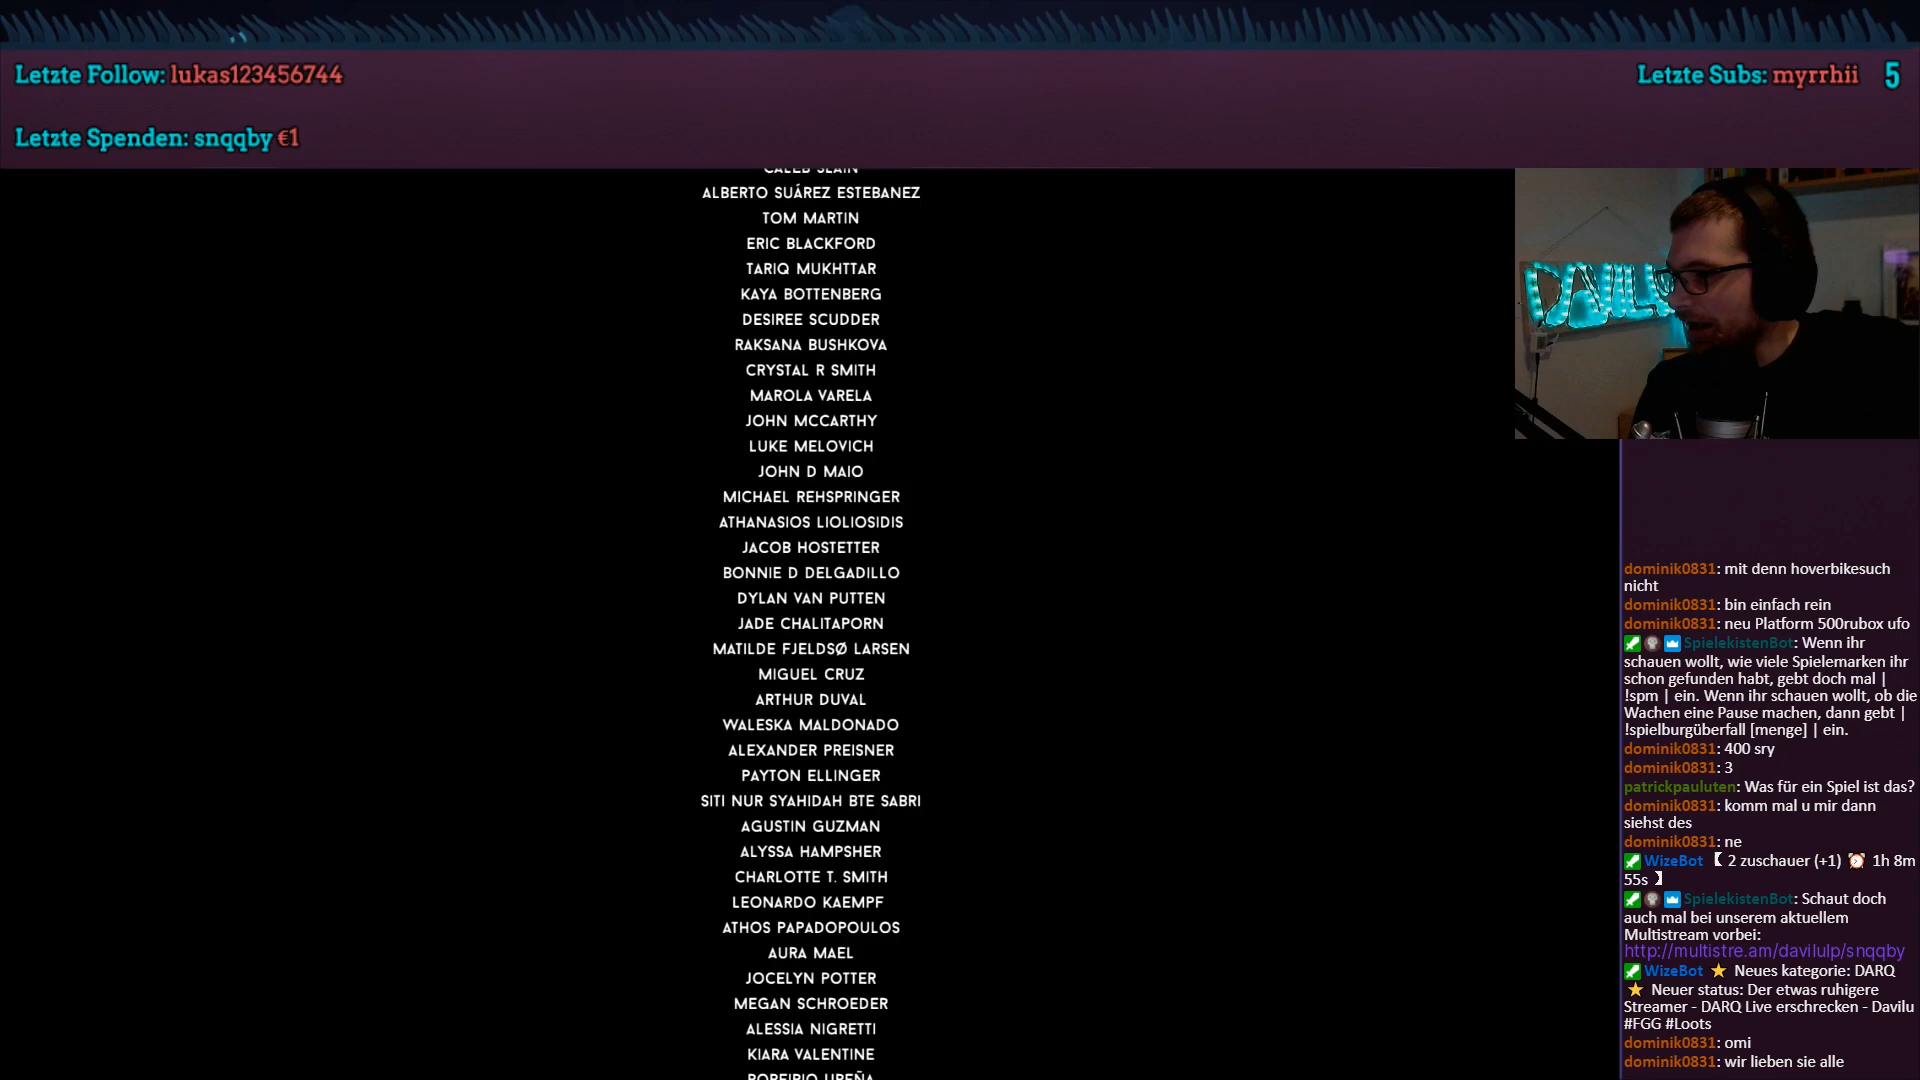 Letzte Follow: lukas123456744
Letzte Subs: myrrhii 5
Letzte Spenden: snqqby €1
CALEB SLAIN
ALBERTO SUÁREZ ESTEBANEZ
TOM MARTIN
ERIC BLACKFORD
TARIQ MUKHTTAR
KAYA BOTTENBERG
DESIREE SCUDDER
RAKSANA BUSHKOVA
CRYSTAL R SMITH
MAROLA VARELA
JOHN MCCARTHY
LUKE MELOVICH
JOHN D MAIO
MICHAEL REHSPRINGER
ATHANASIOS LIOLIOSIDIS
JACOB HOSTETTER
BONNIE D DELGADILLO
DYLAN VAN PUTTEN
JADE CHALITAPORN
MATILDE FJELDSØ LARSEN
MIGUEL CRUZ
ARTHUR DUVAL
WALESKA MALDONADO
ALEXANDER PREISNER
PAYTON ELLINGER
SITI NUR SYAHIDAH BTE SABRI
AGUSTIN GUZMAN
ALYSSA HAMPSHER
CHARLOTTE T. SMITH
LEONARDO KAEMPF
ATHOS PAPADOPOULOS
AURA MAEL
JOCELYN POTTER
MEGAN SCHROEDER
ALESSIA NIGRETTI
KIARA VALENTINE
PORFIRIO UREÑA
DAVILU
dominik0831: mit denn hoverbikesuch
nicht
dominik0831: bin einfach rein
dominik0831: neu Platform 500rubox ufo
SpielekistenBot: Wenn ihr
schauen wollt, wie viele Spielemarken ihr
schon gefunden habt, gebt doch mal |
!spm | ein. Wenn ihr schauen wollt, ob die
Wachen eine Pause machen, dann gebt |
!spielburgüberfall [menge] | ein.
dominik0831: 400 sry
dominik0831: 3
patrickpauluten: Was für ein Spiel ist das?
dominik0831: komm mal u mir dann
siehst des
dominik0831: ne
WizeBot 【 2 zuschauer (+1) ⏰ 1h 8m
55s 】
SpielekistenBot: Schaut doch
auch mal bei unserem aktuellem
Multistream vorbei:
http://multistre.am/davilulp/snqqby
WizeBot ⭐ Neues kategorie: DARQ
⭐ Neuer status: Der etwas ruhigere
Streamer - DARQ Live erschrecken - Davilu
#FGG #Loots
dominik0831: omi
dominik0831: wir lieben sie alle